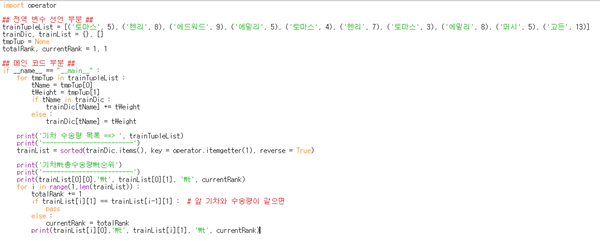 import operator
## 전역 변수 선언 부분 ##
trainTupleList = [('토마스', 5), ('헨리', 8), ('에드워드', 9), ('에밀리', 5), ('토마스', 4), ('헨리', 7), ('토마스', 3), ('에밀리', 8), ('퍼시', 5), ('고든', 13)]
trainDic, trainList = {}, []
tmpTup = None
totalRank, currentRank = 1, 1
## 메인 코드 부분 ##
if __name__ == "__main__" :
for tmpTup in trainTupleList :
tName = tmpTup[0]
tWeight = tmpTup[1]
if tName in trainDic :
trainDic[tName] += tWeight
else :
trainDic[tName] = tWeight
print('기차 수송량 목록 ==> ', trainTupleList)
print('------------------------')
trainList = sorted(trainDic.items(), key = operator.itemgetter(1), reverse = True)
print('기차\t총수송량\t순위')
print('------------------------')
print(trainList[0][0],'\t', trainList[0][1], '\t', currentRank)
for i in range(1,len(trainList)) :
totalRank += 1
if trainList[i][1] == trainList[i-1][1] : # 앞 기차와 수송량이 같으면
pass
else :
currentRank = totalRank
print(trainList[i][0],'\t', trainList[i][1], '\t', currentRank)